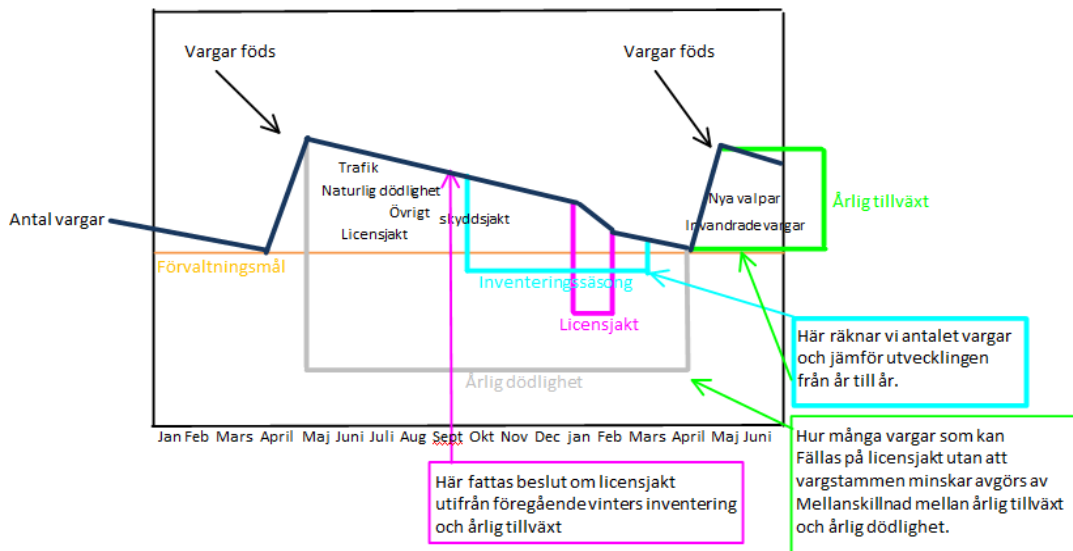 Vargar föds
Vargar föds
Trafik
Naturlig dödlighet
Övrigt
skyddsjakt
Licensjakt
Nya valpar
Invandrade vargar
Årlig tillväxt
Antal vargar
Förvaltningsmål
Inventeringssäsong
Licensjakt
Årlig dödlighet
Här räknar vi antalet vargar
och jämför utvecklingen
från år till år.
Jan Feb Mars April Maj Juni Juli Aug Sept Okt Nov Dec jan Feb Mars April Maj Juni
Här fattas beslut om licensjakt
utifrån föregående vinters inventering
och årlig tillväxt
Hur många vargar som kan
Fällas på licensjakt utan att
vargstammen minskar avgörs av
Mellanskillnad mellan årlig tillväxt
och årlig dödlighet.